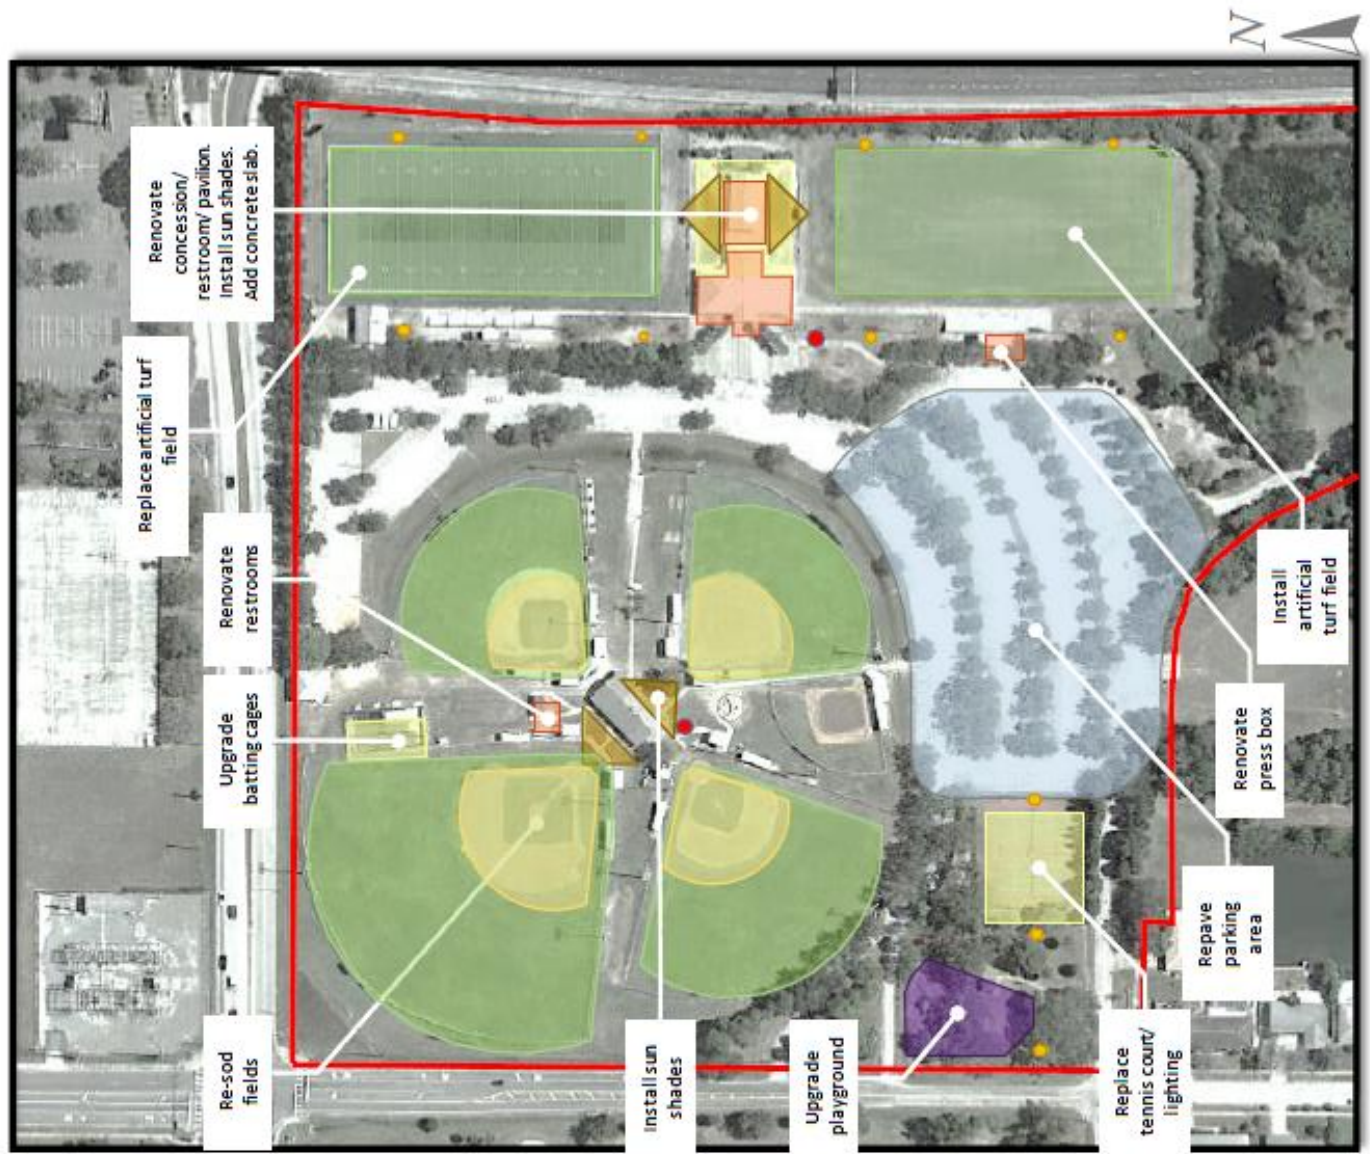 Replace artificial turf
field
Renovate
concession/
restroom/ pavilion.
Install sun shades.
Add concrete slab.
Re-sod
fields
Upgrade
batting cages
Renovate
restrooms
Install sun
shades
Upgrade
playground
Replace
tennis court/
lighting
Repave
parking
area
Renovate
press box
Install
artificial
turf field
N